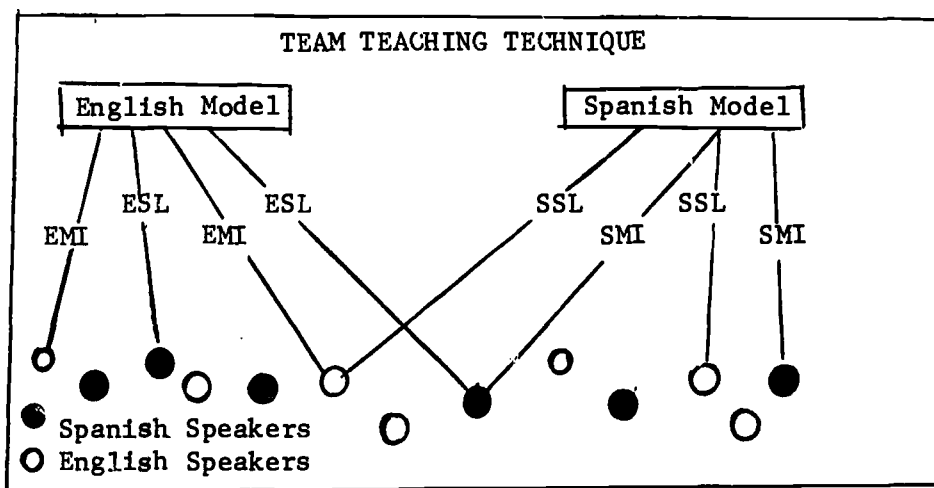 TEAM TEACHING TECHNIQUE
English Model Spanish Model
ESL ESL SSL SSL
EMI EMI SMI SMI
Spanish Speakers
English Speakers